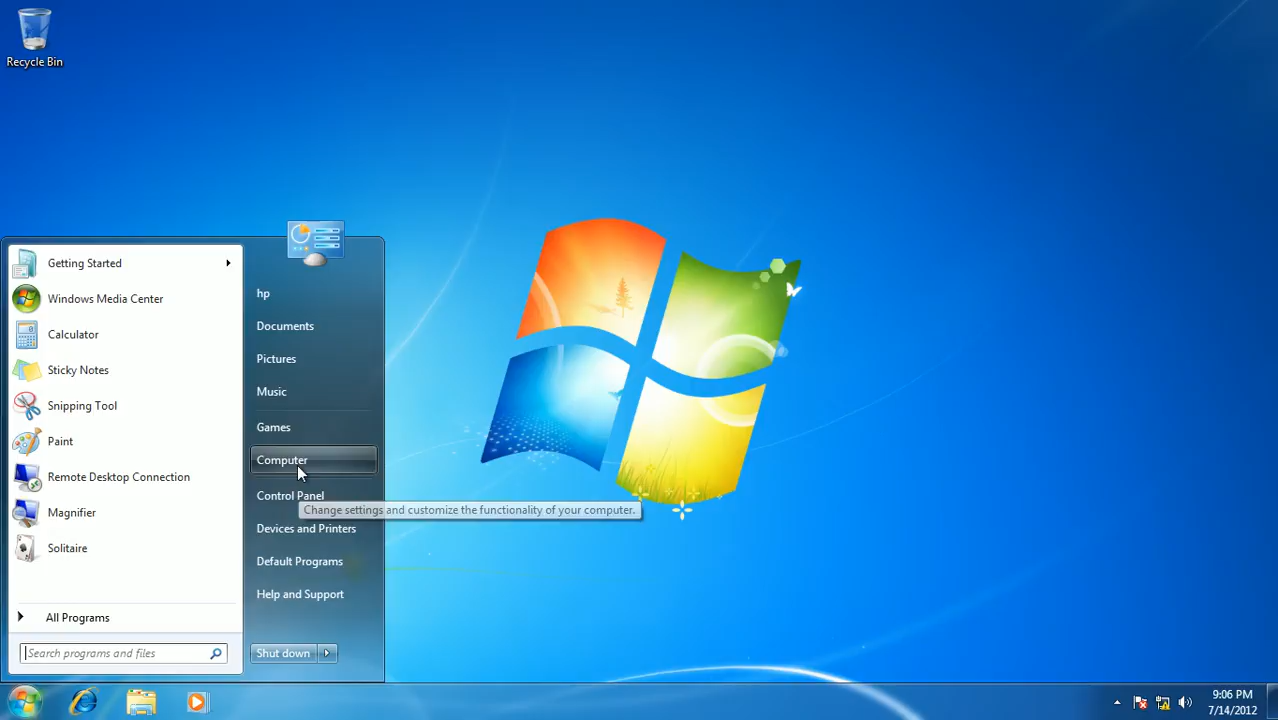 Recycle Bin
Getting Started
Windows Media Center
Calculator
Sticky Notes
Snipping Tool
Paint
Remote Desktop Connection
Magnifier
Solitaire
All Programs
Search programs and files
hp
Documents
Pictures
Music
Games
Computer
Control Panel
Change settings and customize the functionality of your computer.
Devices and Printers
Default Programs
Help and Support
Shut down
9:06 PM
7/14/2012